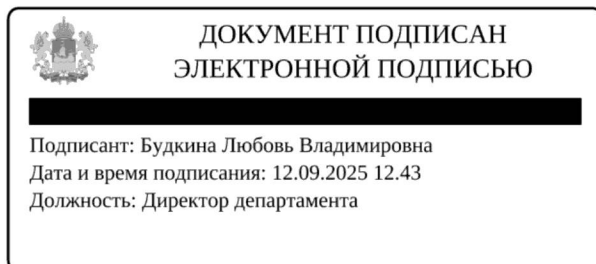 ДОКУМЕНТ ПОДПИСАН
ЭЛЕКТРОННОЙ ПОДПИСЬЮ
Подписант: Будкина Любовь Владимировна
Дата и время подписания: 12.09.2025 12.43
Должность: Директор департамента